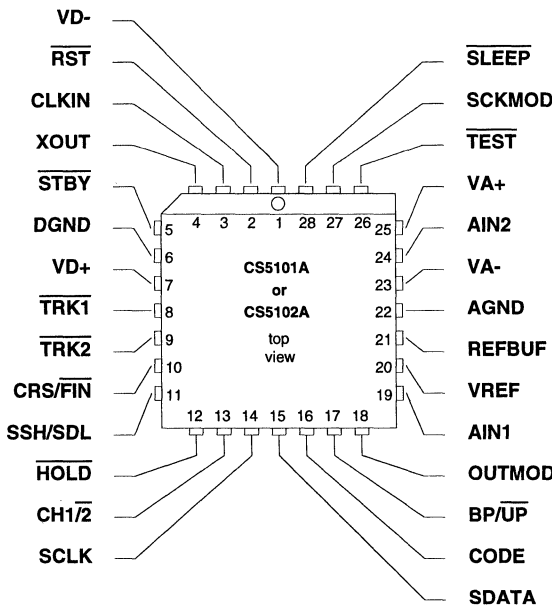 VD-
RST
CLKIN
XOUT
STBY
DGND
VD+
TRK1
TRK2
CRS/FIN
SSH/SDL
HOLD
CH1/2
SCLK
SLEEP
SCKMOD
TEST
VA+
AIN2
VA-
AGND
REFBUF
VREF
AIN1
OUTMOD
BP/UP
CODE
SDATA
4 3 2 1 28 27 26
5
6
7
8
9
10
11
25
24
23
22
21
20
19
CS5101A
or
CS5102A
top
view
12 13 14 15 16 17 18